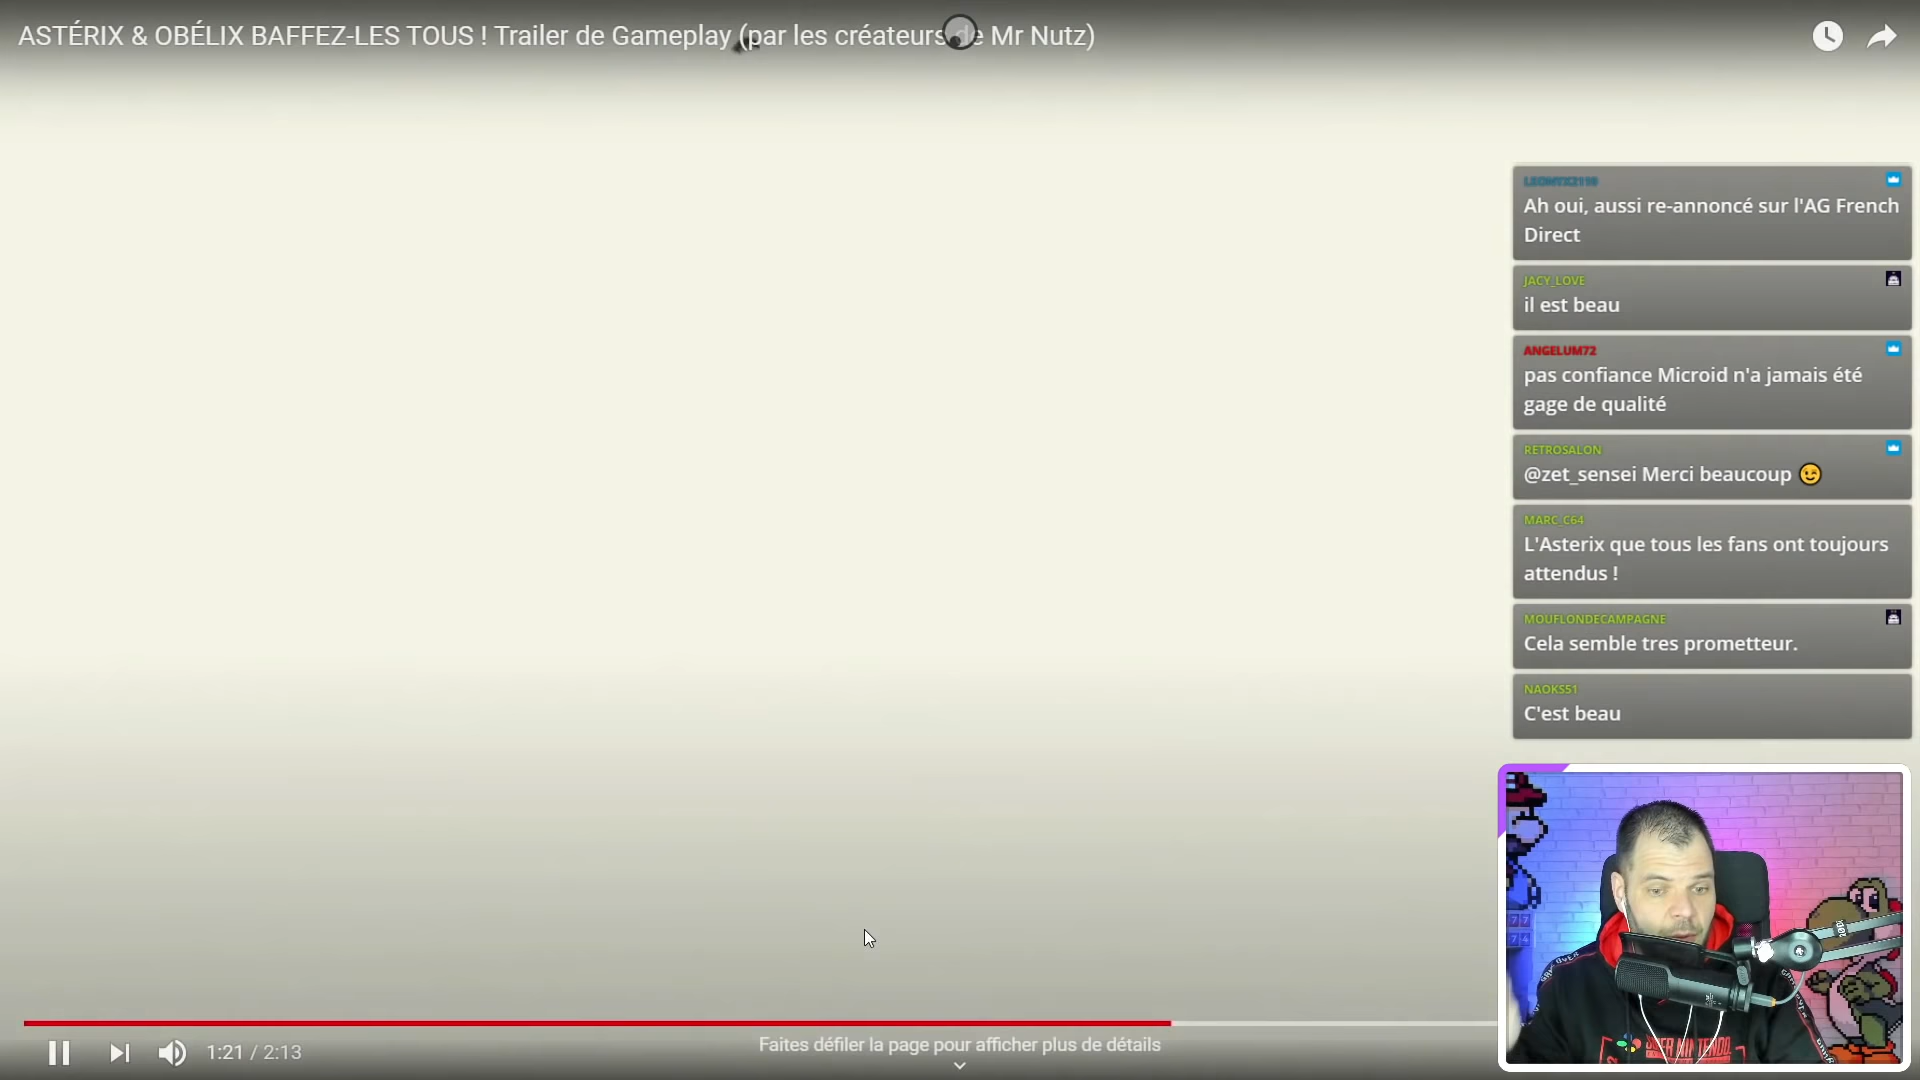 ASTÉRIX & OBÉLIX BAFFEZ-LES TOUS ! Trailer de Gameplay (par les créateurs de Mr Nutz)
LEONYX2110
Ah oui, aussi re-annoncé sur l'AG French
Direct
JACY_LOVE
il est beau
ANGELUM72
pas confiance Microid n'a jamais été
gage de qualité
RETROSALON
@zet_sensei Merci beaucoup 😉
MARC_C64
L'Asterix que tous les fans ont toujours
attendus !
MOUFLONDECAMPAGNE
Cela semble tres prometteur.
NAOKS51
C'est beau
1:21 / 2:13
Faites défiler la page pour afficher plus de détails